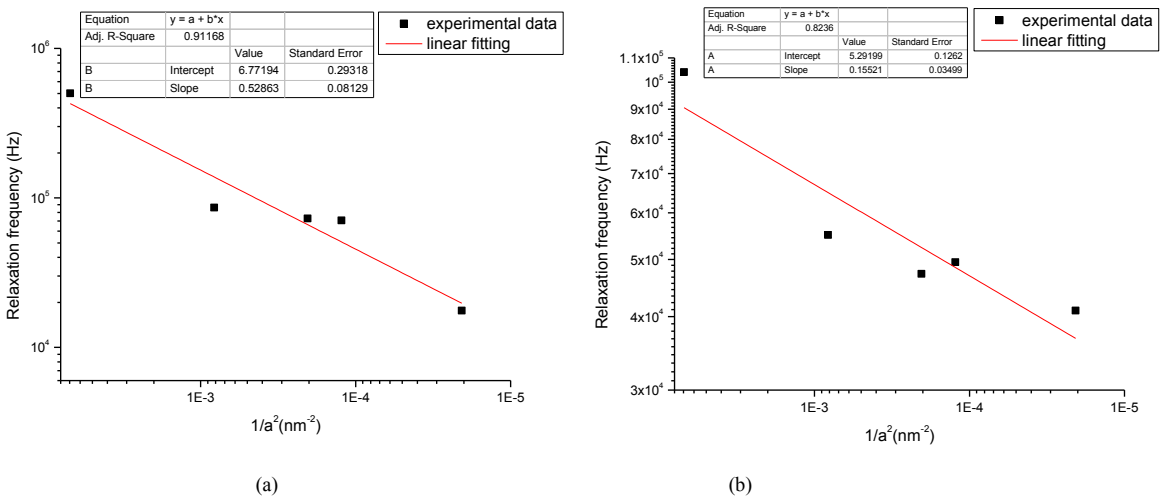 Equation y = a + b*x
Adj. R-Square 0.91168
Value Standard Error
B Intercept 6.77194 0.29318
B Slope 0.52863 0.08129
experimental data
linear fitting
10^6
10^5
10^4
Relaxation frequency (Hz)
1E-3 1E-4 1E-5
1/a^2(nm^-2)
(a)
Equation y = a + b*x
Adj. R-Square 0.8236
Value Standard Error
A Intercept 5.29199 0.1262
A Slope 0.15521 0.03499
experimental data
linear fitting
1.1x10^5
10^5
9x10^4
8x10^4
7x10^4
6x10^4
5x10^4
4x10^4
3x10^4
Relaxation frequency (Hz)
1E-3 1E-4 1E-5
1/a^2(nm^-2)
(b)